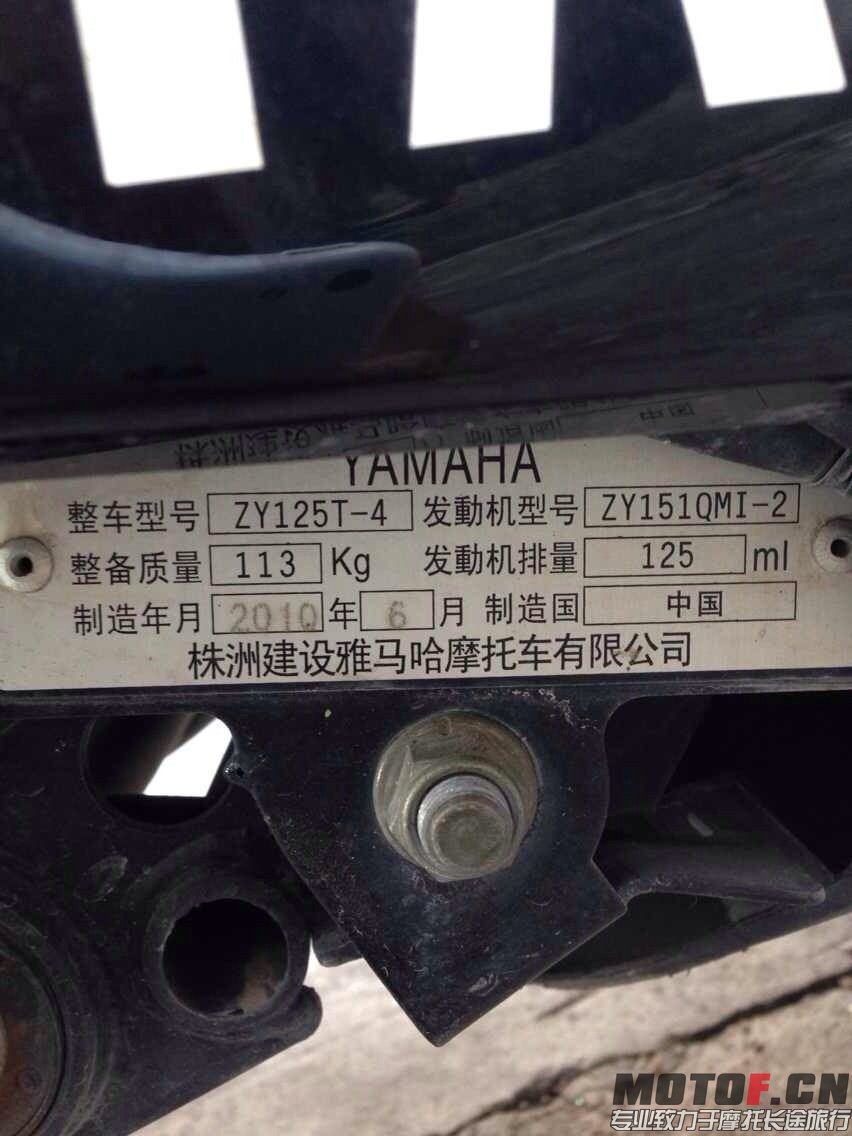 YAMAHA
整车型号 ZY125T-4 发動机型号 ZY151QMI-2
整备质量 113 Kg 发動机排量 125 ml
制造年月 2010 年 6 月 制造国 中国
株洲建设雅马哈摩托车有限公司
MOTOF.CN
专业致力于摩托长途旅行